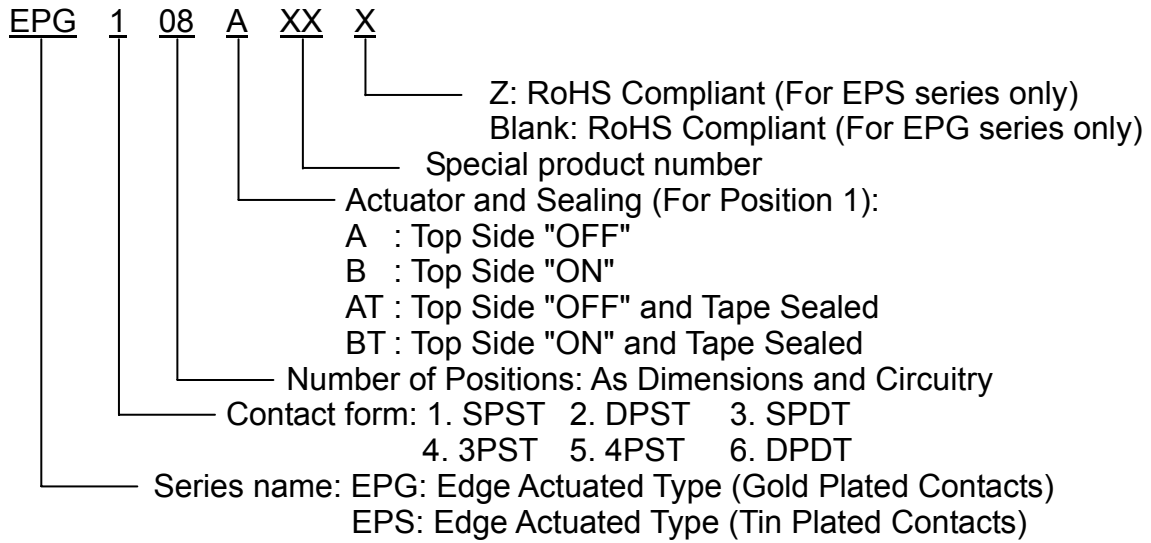 EPG 1 08 A XX X
Z: RoHS Compliant (For EPS series only)
Blank: RoHS Compliant (For EPG series only)
Special product number
Actuator and Sealing (For Position 1):
A : Top Side "OFF"
B : Top Side "ON"
AT : Top Side "OFF" and Tape Sealed
BT : Top Side "ON" and Tape Sealed
Number of Positions: As Dimensions and Circuitry
Contact form: 1. SPST 2. DPST 3. SPDT
4. 3PST 5. 4PST 6. DPDT
Series name: EPG: Edge Actuated Type (Gold Plated Contacts)
EPS: Edge Actuated Type (Tin Plated Contacts)